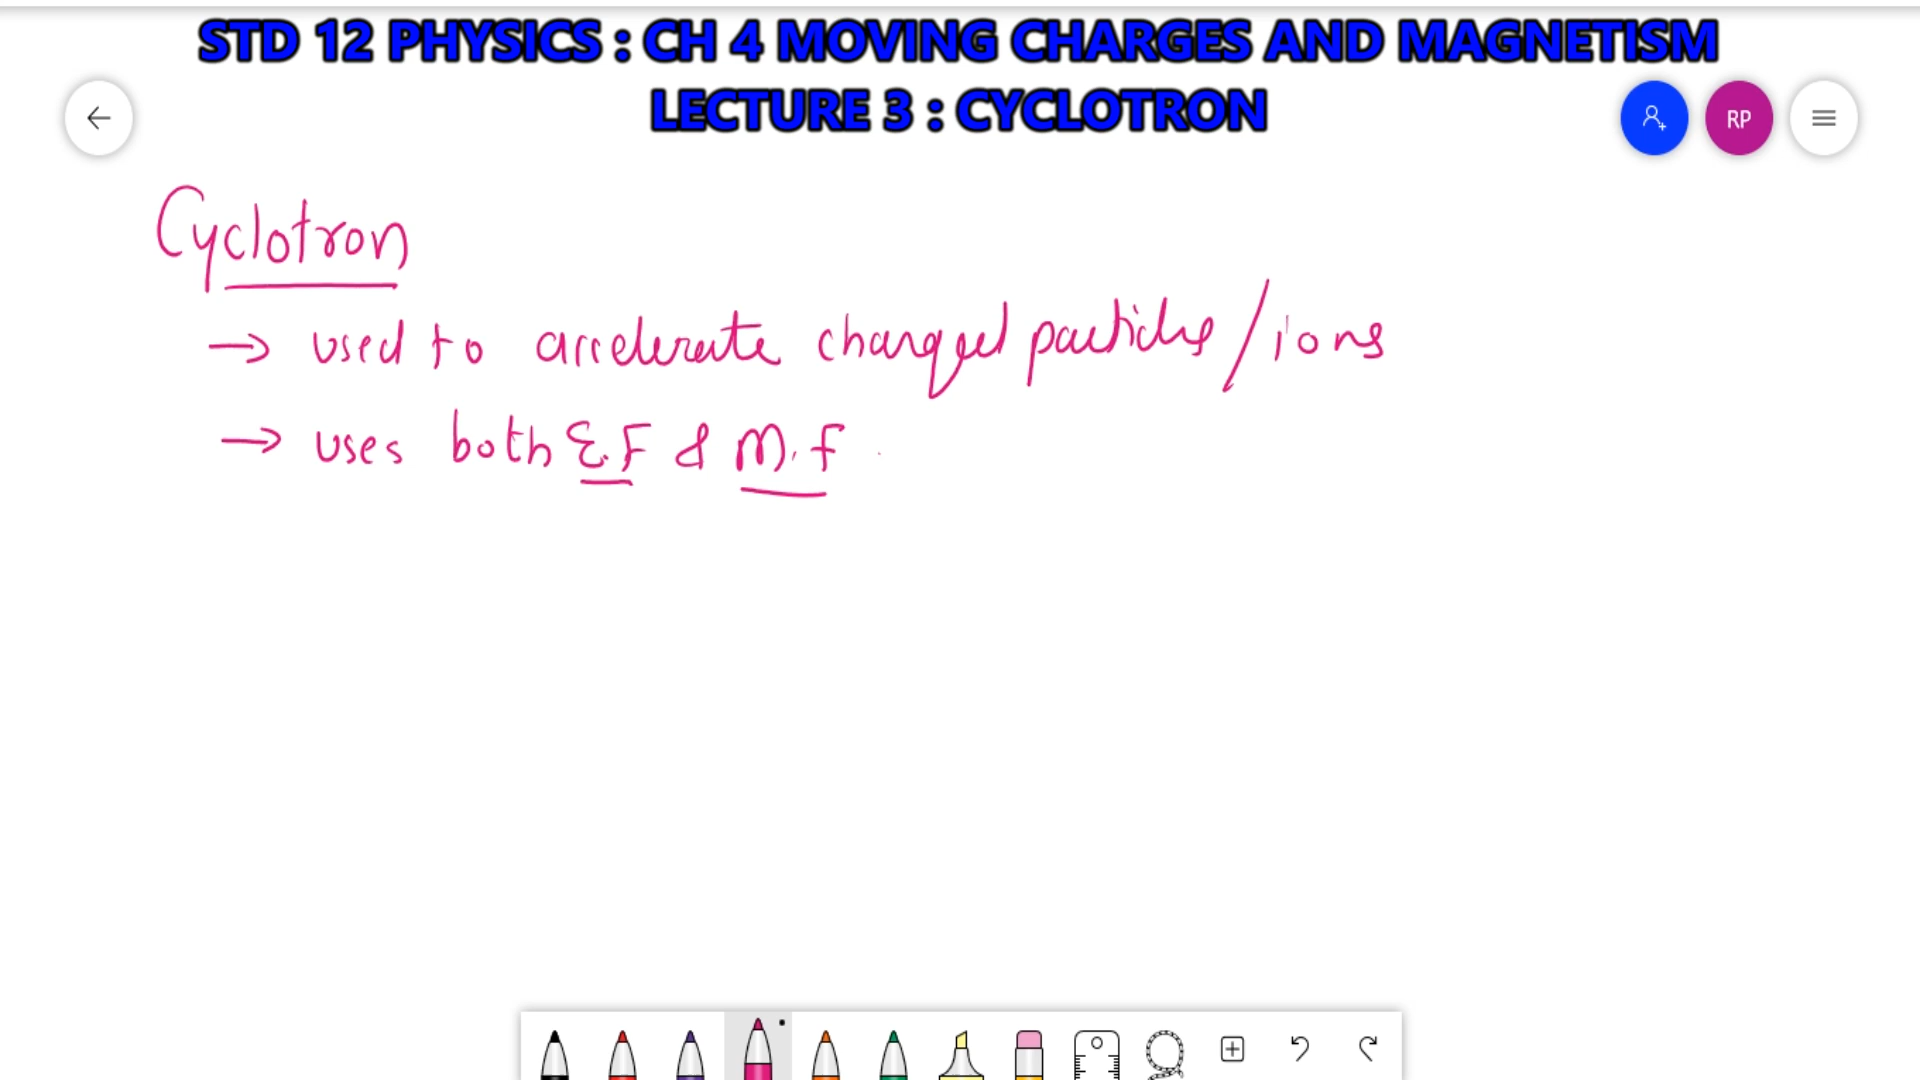 STD 12 PHYSICS : CH 4 MOVING CHARGES AND MAGNETISM
LECTURE 3 : CYCLOTRON
RP
Cyclotron
→ used to accelerate charged particles/ions
→ uses both E.F & M.f